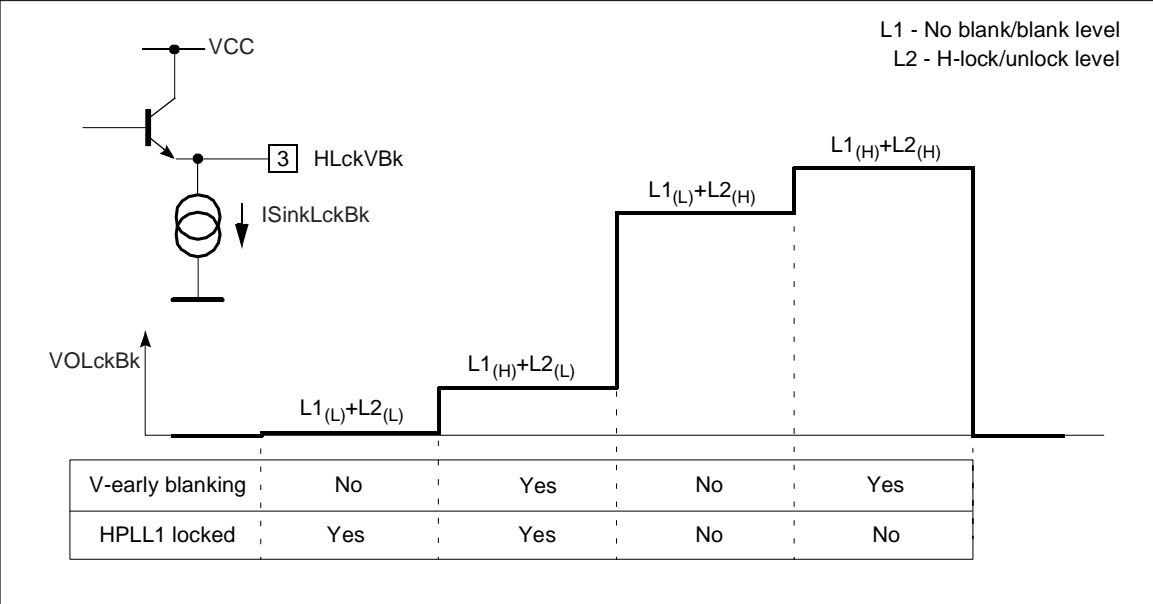 L1 - No blank/blank level
L2 - H-lock/unlock level
VCC
3 HLckVBk
ISinkLckBk
VOLckBk
L1(L)+L2(L)
L1(H)+L2(L)
L1(L)+L2(H)
L1(H)+L2(H)
V-early blanking No Yes No Yes
HPLL1 locked Yes Yes No No